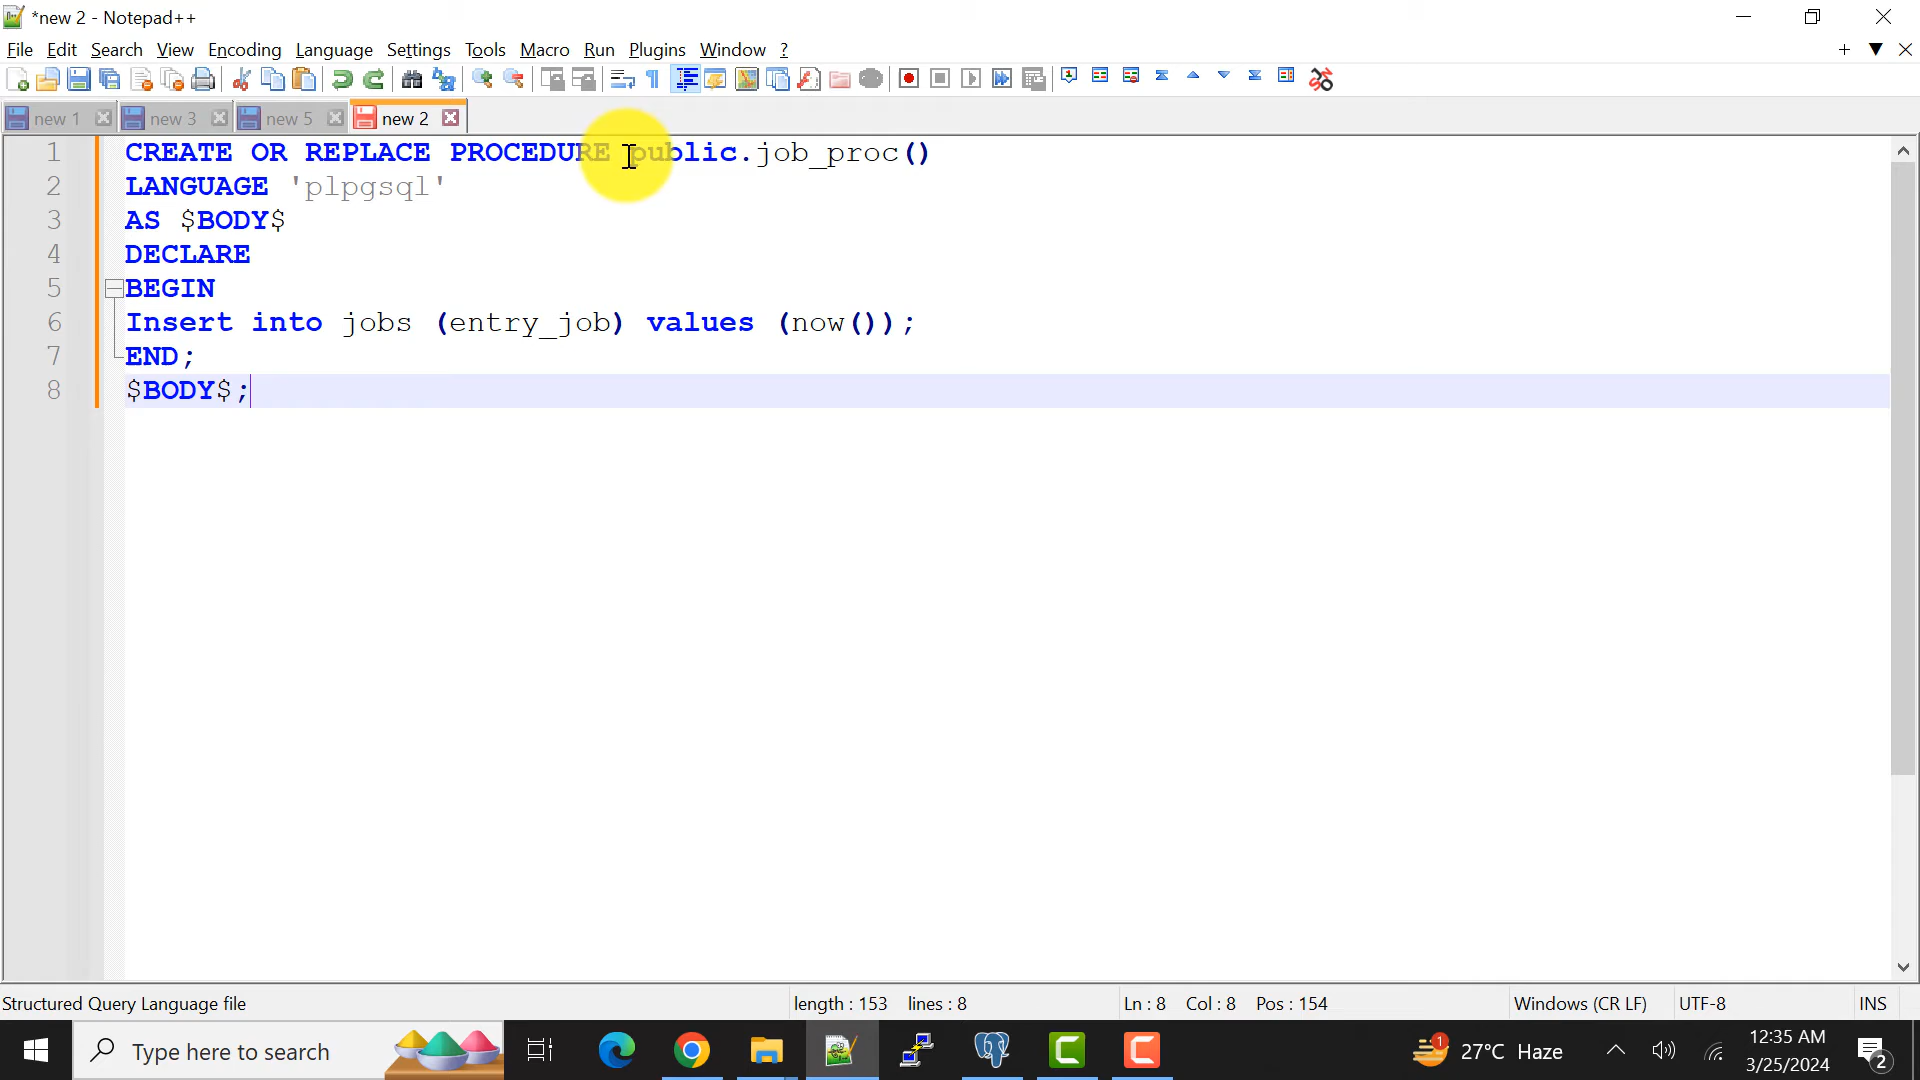 *new 2 - Notepad++
File Edit Search View Encoding Language Settings Tools Macro Run Plugins Window ?
new 1 new 3 new 5 new 2
1 CREATE OR REPLACE PROCEDURE public.job_proc()
2 LANGUAGE 'plpgsql'
3 AS $BODY$
4 DECLARE
5 BEGIN
6 Insert into jobs (entry_job) values (now());
7 END;
8 $BODY$;
Structured Query Language file length : 153 lines : 8 Ln : 8 Col : 8 Pos : 154 Windows (CR LF) UTF-8 INS
Type here to search
1 27°C Haze
12:35 AM
3/25/2024
2